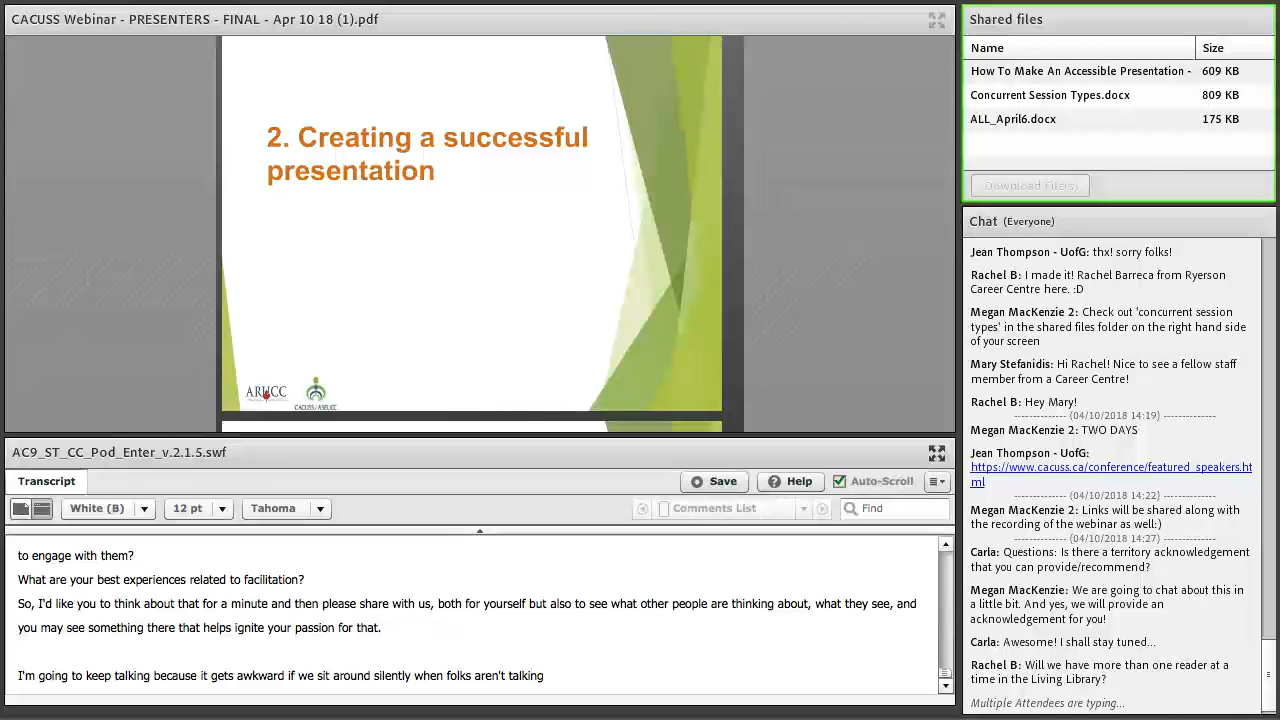 CACUSS Webinar - PRESENTERS - FINAL - Apr 10 18 (1).pdf
2. Creating a successful
presentation
ARUCC
CACUSS / ASEUCC
AC9_ST_CC_Pod_Enter_v.2.1.5.swf
Transcript
Save
Help
Auto-Scroll
White (B)
12 pt
Tahoma
Comments List
Find
to engage with them?
What are your best experiences related to facilitation?
So, I'd like you to think about that for a minute and then please share with us, both for yourself but also to see what other people are thinking about, what they see, and
you may see something there that helps ignite your passion for that.
I'm going to keep talking because it gets awkward if we sit around silently when folks aren't talking
Shared files
Name
Size
How To Make An Accessible Presentation -
609 KB
Concurrent Session Types.docx
809 KB
ALL_April6.docx
175 KB
Download File(s)
Chat (Everyone)
Jean Thompson - UofG: thx! sorry folks!
Rachel B: I made it! Rachel Barreca from Ryerson
Career Centre here. :D
Megan MacKenzie 2: Check out 'concurrent session
types' in the shared files folder on the right hand side
of your screen
Mary Stefanidis: Hi Rachel! Nice to see a fellow staff
member from a Career Centre!
Rachel B: Hey Mary!
-------------- (04/10/2018 14:19) --------------
Megan MacKenzie 2: TWO DAYS
Jean Thompson - UofG:
https://www.cacuss.ca/conference/featured_speakers.ht
ml
-------------- (04/10/2018 14:22) --------------
Megan MacKenzie 2: Links will be shared along with
the recording of the webinar as well:)
-------------- (04/10/2018 14:27) --------------
Carla: Questions: Is there a territory acknowledgement
that you can provide/recommend?
Megan MacKenzie: We are going to chat about this in
a little bit. And yes, we will provide an
acknowledgement for you!
Carla: Awesome! I shall stay tuned...
Rachel B: Will we have more than one reader at a
time in the Living Library?
Multiple Attendees are typing...